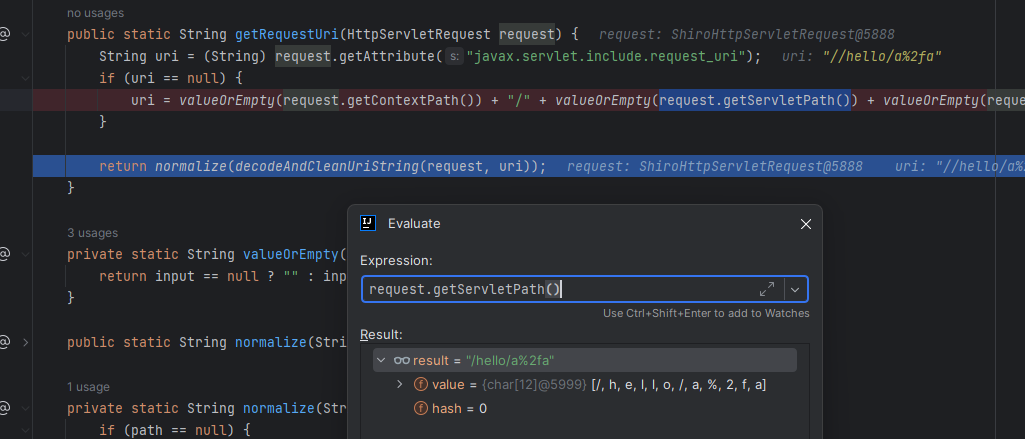 no usages
@ public static String getRequestUri(HttpServletRequest request) { request: ShiroHttpServletRequest@5888
String uri = (String) request.getAttribute( s: "javax.servlet.include.request_uri"); uri: "//hello/a%2fa"
if (uri == null) {
uri = valueOrEmpty(request.getContextPath()) + "/" + valueOrEmpty(request.getServletPath()) + valueOrEmpty(reque
}
return normalize(decodeAndCleanUriString(request, uri)); request: ShiroHttpServletRequest@5888 uri: "//hello/a%
}
3 usages
@ private static String valueOrEmpty(
return input == null ? "" : inp
}
@ public static String normalize(Stri
1 usage
@ private static String normalize(Str
if (path == null) {
Evaluate
Expression:
request.getServletPath()
Use Ctrl+Shift+Enter to add to Watches
Result:
result = "/hello/a%2fa"
f value = {char[12]@5999} [/, h, e, l, l, o, /, a, %, 2, f, a]
f hash = 0